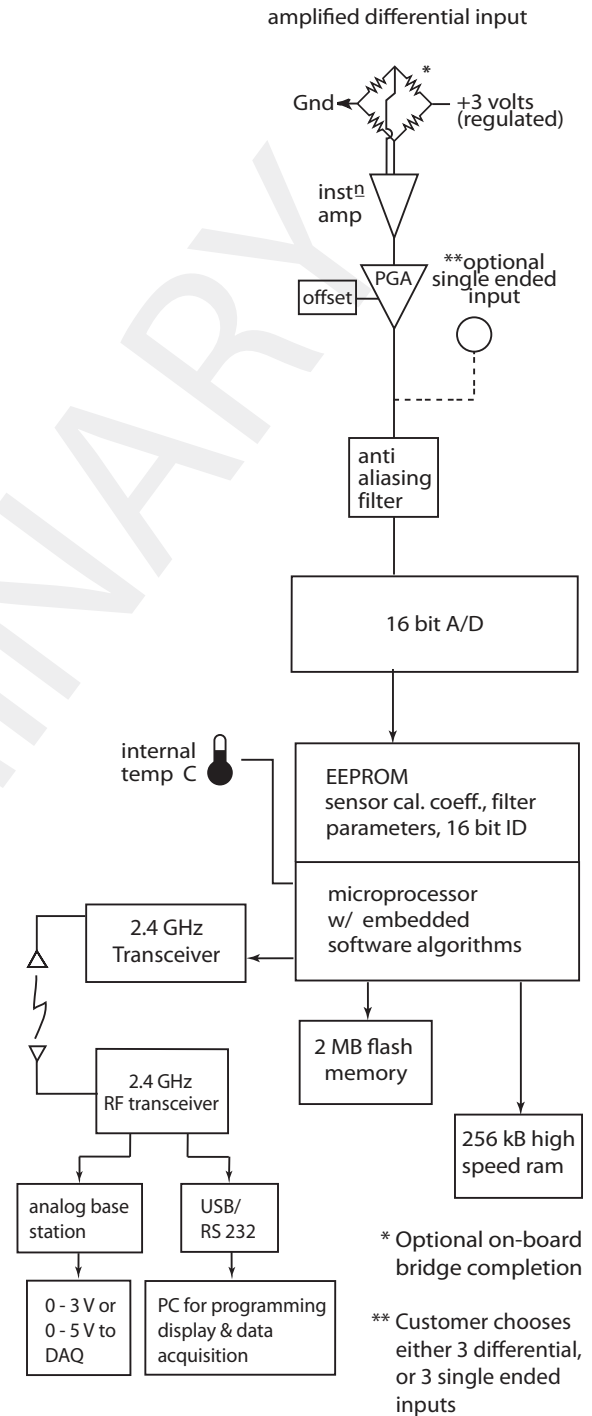 amplified differential input
*
Gnd
+3 volts
(regulated)
instn
amp
PGA
offset
**optional
single ended
input
anti
aliasing
filter
16 bit A/D
internal
temp C
EEPROM
sensor cal. coeff., filter
parameters, 16 bit ID
microprocessor
w/ embedded
software algorithms
2.4 GHz
Transceiver
2 MB flash
memory
2.4 GHz
RF transceiver
256 kB high
speed ram
analog base
station
USB/
RS 232
0 - 3 V or
0 - 5 V to
DAQ
PC for programming
display & data
acquisition
* Optional on-board
bridge completion
** Customer chooses
either 3 differential,
or 3 single ended
inputs